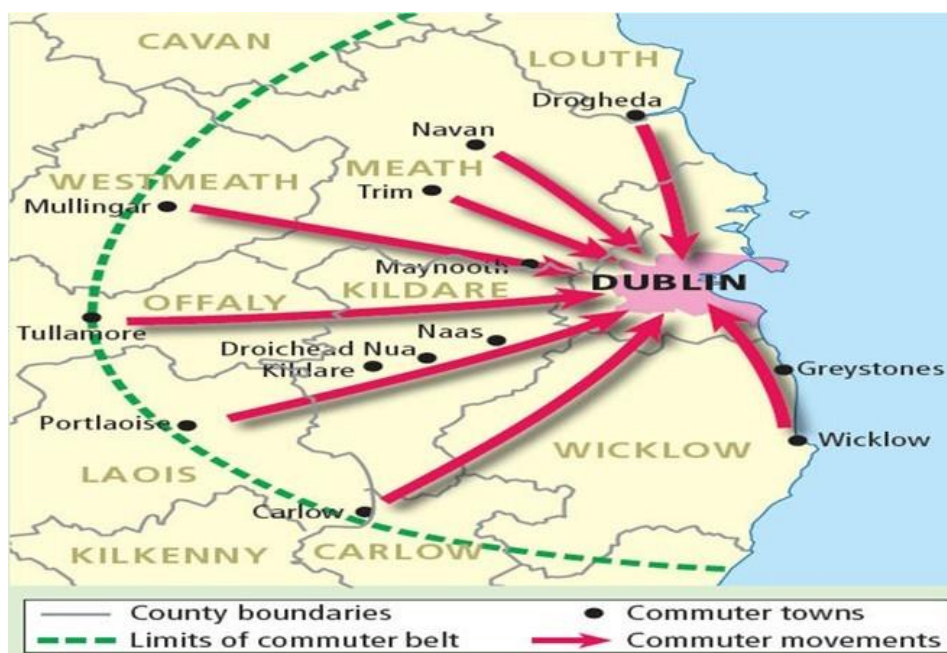 CAVAN
LOUTH
Drogheda
Navan
MEATH
WESTMEATH
Trim
Mullingar
Maynooth
DUBLIN
KILDARE
OFFALY
Tullamore
Naas
Droichead Nua
Kildare
Greystones
Portlaoise
Wicklow
WICKLOW
LAOIS
Carlow
KILKENNY
CARLOW
County boundaries
Commuter towns
Limits of commuter belt
Commuter movements